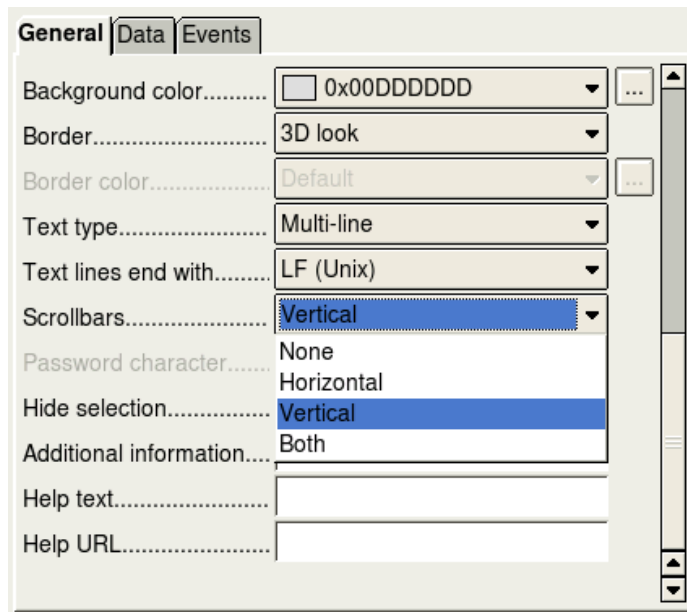 General Data Events
Background color.......... 0x00DDDDDD ...
Border........................... 3D look
Border color.................. Default ...
Text type....................... Multi-line
Text lines end with......... LF (Unix)
Scrollbars...................... Vertical
None
Password character.......
Horizontal
Hide selection................. Vertical
Both
Additional information....
Help text........................
Help URL.......................